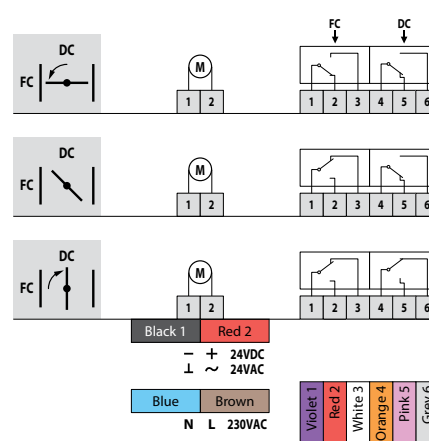 FC DC
DC
FC
M
1 2
1 2 3 4 5 6
DC
FC
M
1 2
1 2 3 4 5 6
DC
FC
M
1 2
1 2 3 4 5 6
Black 1 Red 2
− + 24VDC
⊥ ~ 24VAC
Blue Brown
N L 230VAC
Violet 1
Red 2
White 3
Orange 4
Pink 5
Grey 6